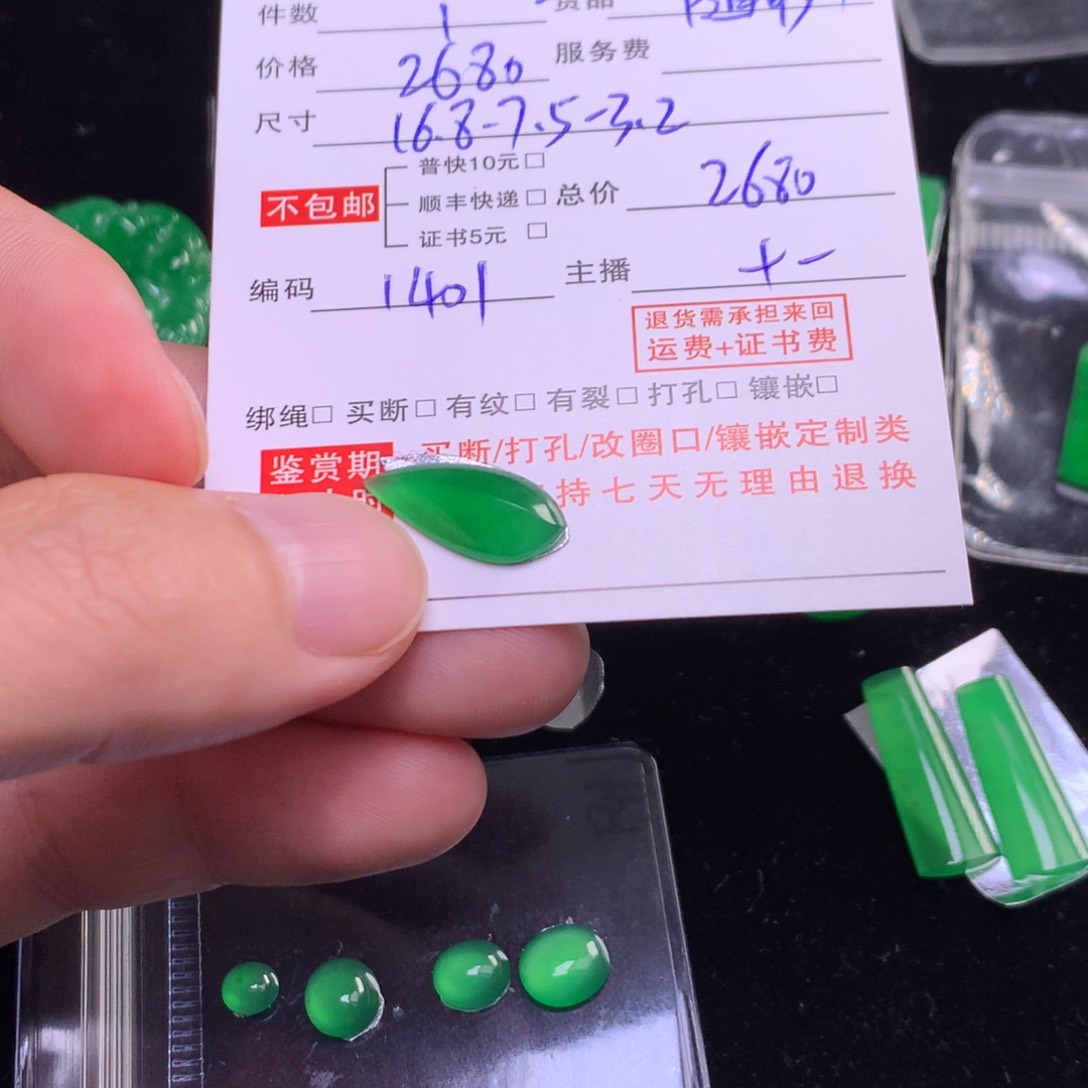 件数 1 货品
价格 2680 服务费
尺寸 16.8-7.5-3.2
普快10元□
不包邮 顺丰快递□ 总价 2680
证书5元 □
编码 1401 主播 十一
退货需承担来回
运费+证书费
绑绳□ 买断□ 有纹□ 有裂□ 打孔□ 镶嵌□
鉴赏期 买断/打孔/改圈口/镶嵌定制类
持七天无理由退换